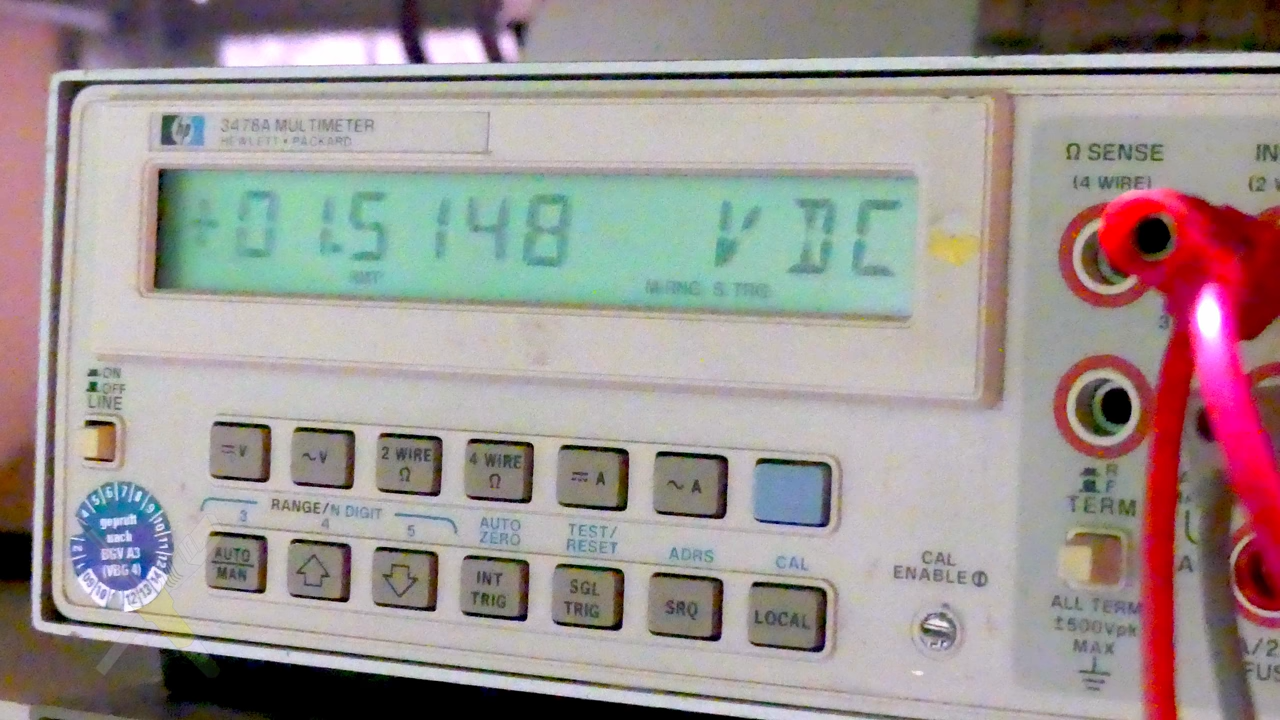 hp 3478A MULTIMETER
HEWLETT • PACKARD
+01.5148 VDC
M RNG S TRIG
Ω SENSE
(4 WIRE)
ON
OFF
LINE
⎓V ~V 2 WIRE Ω 4 WIRE Ω ⎓A ~A
RANGE/N DIGIT
3 4 5
AUTO ZERO
TEST/RESET
ADRS
CAL
AUTO/MAN
INT TRIG
SGL TRIG
SRQ
LOCAL
CAL
ENABLE
R
F
TERM
ALL TERM
±500Vpk
MAX
geprüft
nach
BGV A3
(VBG 4)